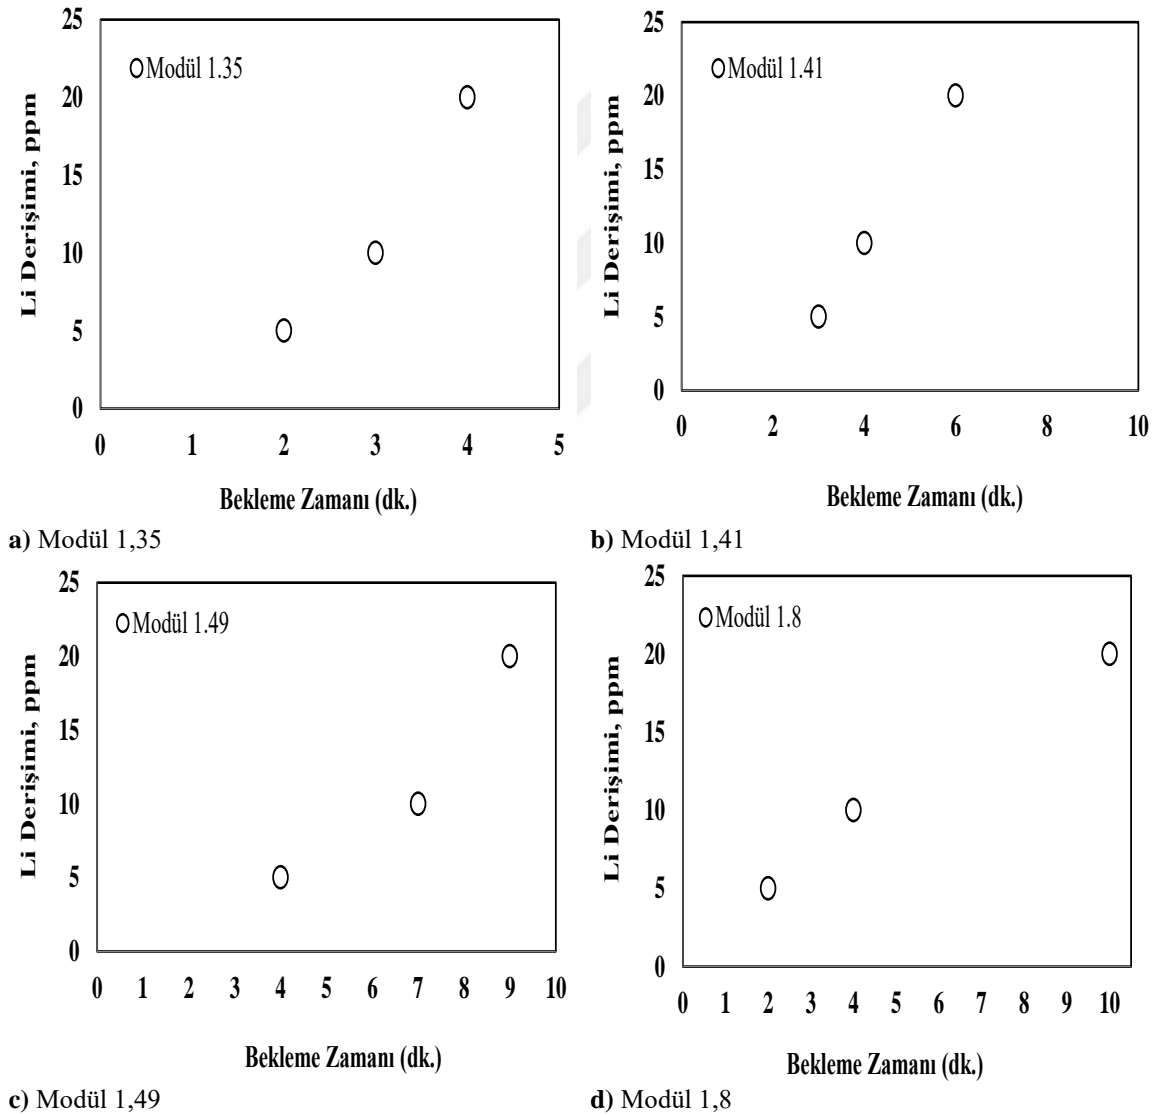 25
20
15
10
5
0
Li Derişimi, ppm
Modül 1.35
0 1 2 3 4 5
Bekleme Zamanı (dk.)
a) Modül 1,35
25
20
15
10
5
0
Li Derişimi, ppm
Modül 1.41
0 2 4 6 8 10
Bekleme Zamanı (dk.)
b) Modül 1,41
25
20
15
10
5
0
Li Derişimi, ppm
Modül 1.49
0 1 2 3 4 5 6 7 8 9 10
Bekleme Zamanı (dk.)
c) Modül 1,49
25
20
15
10
5
0
Li Derişimi, ppm
Modül 1.8
0 1 2 3 4 5 6 7 8 9 10
Bekleme Zamanı (dk.)
d) Modül 1,8